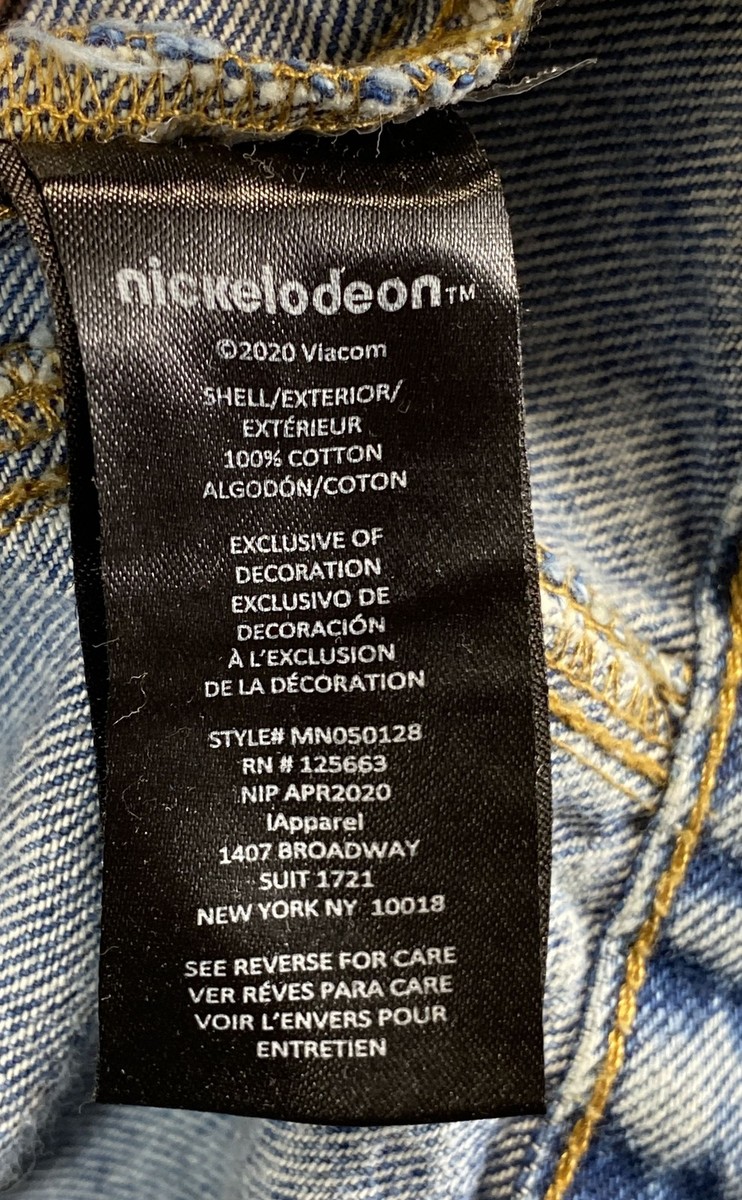 nickelodeon™
©2020 Viacom
SHELL/EXTERIOR/
EXTÉRIEUR
100% COTTON
ALGODÓN/COTON
EXCLUSIVE OF
DECORATION
EXCLUSIVO DE
DECORACIÓN
À L'EXCLUSION
DE LA DÉCORATION
STYLE# MN050128
RN # 125663
NIP APR2020
IApparel
1407 BROADWAY
SUIT 1721
NEW YORK NY 10018
SEE REVERSE FOR CARE
VER RÉVES PARA CARE
VOIR L'ENVERS POUR
ENTRETIEN